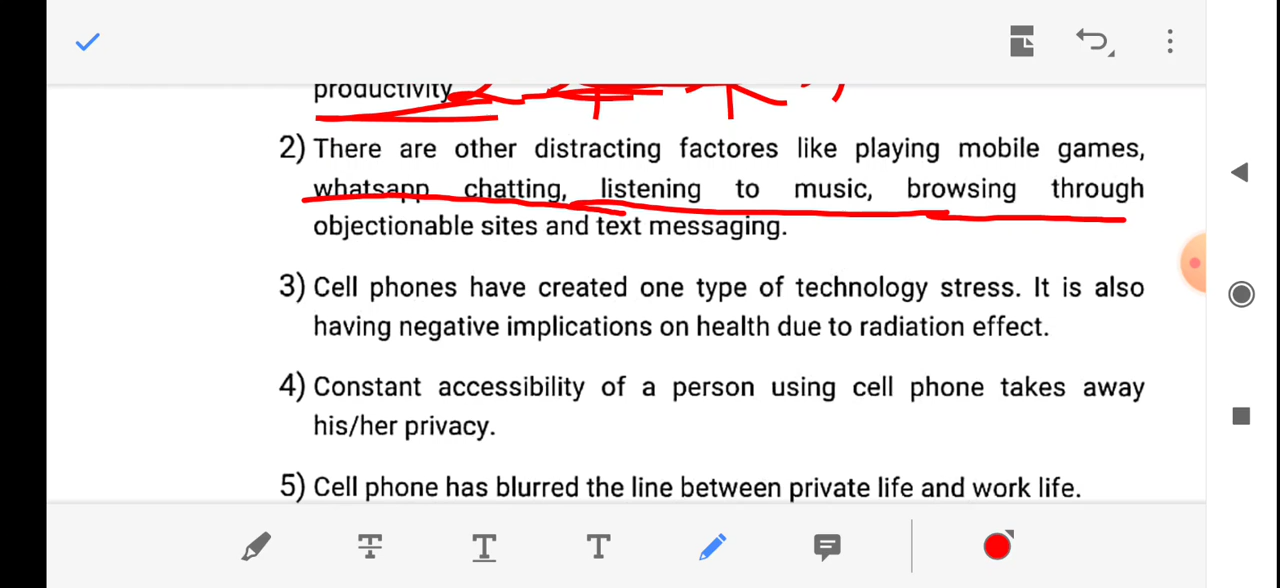 productivity
2) There are other distracting factores like playing mobile games,
whatsapp chatting, listening to music, browsing through
objectionable sites and text messaging.
3) Cell phones have created one type of technology stress. It is also
having negative implications on health due to radiation effect.
4) Constant accessibility of a person using cell phone takes away
his/her privacy.
5) Cell phone has blurred the line between private life and work life.
T T T